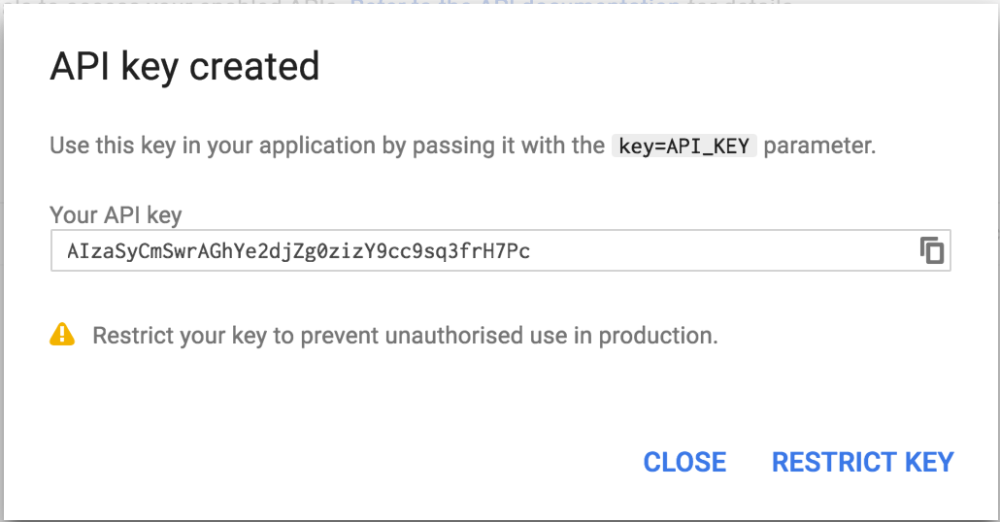 API key created
Use this key in your application by passing it with the key=API_KEY parameter.
Your API key
AIzaSyCmSwrAGhYe2djZg0zizY9cc9sq3frH7Pc
Restrict your key to prevent unauthorised use in production.
CLOSE RESTRICT KEY